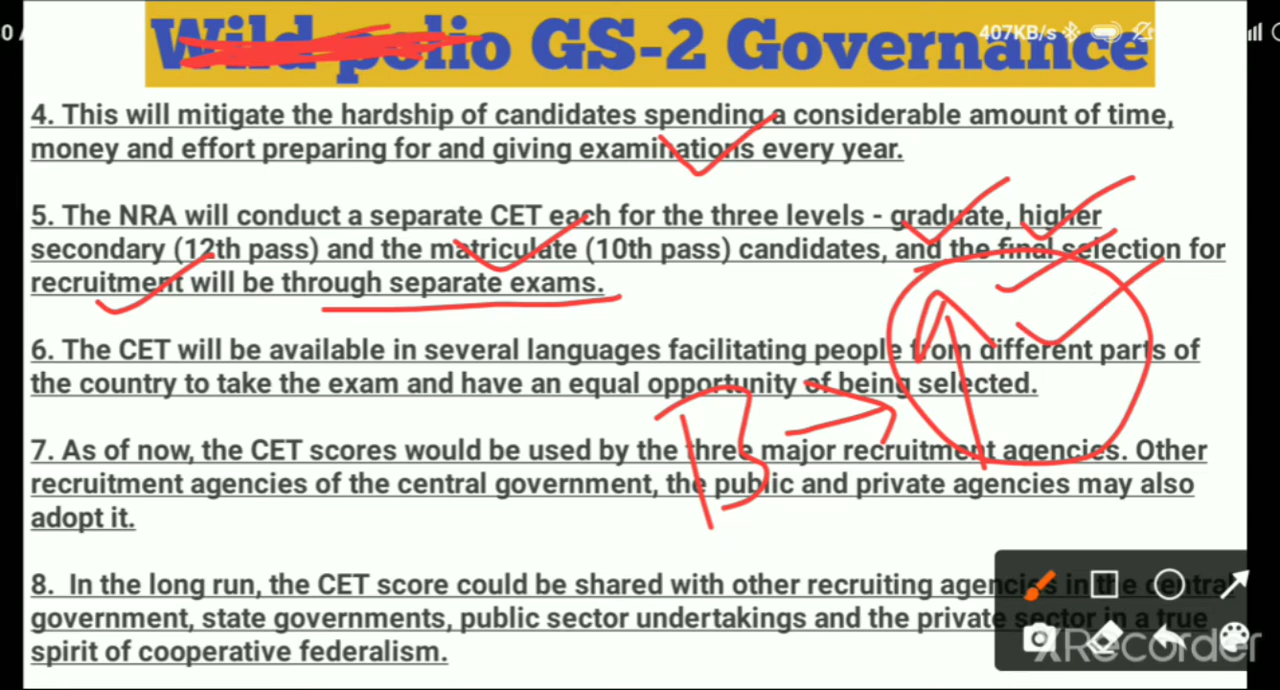 0
407KB/s
Wild polio GS-2 Governance
4. This will mitigate the hardship of candidates spending a considerable amount of time,
money and effort preparing for and giving examinations every year.
5. The NRA will conduct a separate CET each for the three levels - graduate, higher
secondary (12th pass) and the matriculate (10th pass) candidates, and the final selection for
recruitment will be through separate exams.
6. The CET will be available in several languages facilitating people from different parts of
the country to take the exam and have an equal opportunity of being selected.
7. As of now, the CET scores would be used by the three major recruitment agencies. Other
recruitment agencies of the central government, the public and private agencies may also
adopt it.
8. In the long run, the CET score could be shared with other recruiting agencies in the central
government, state governments, public sector undertakings and the private sector in a true
spirit of cooperative federalism.
B
XRecorder